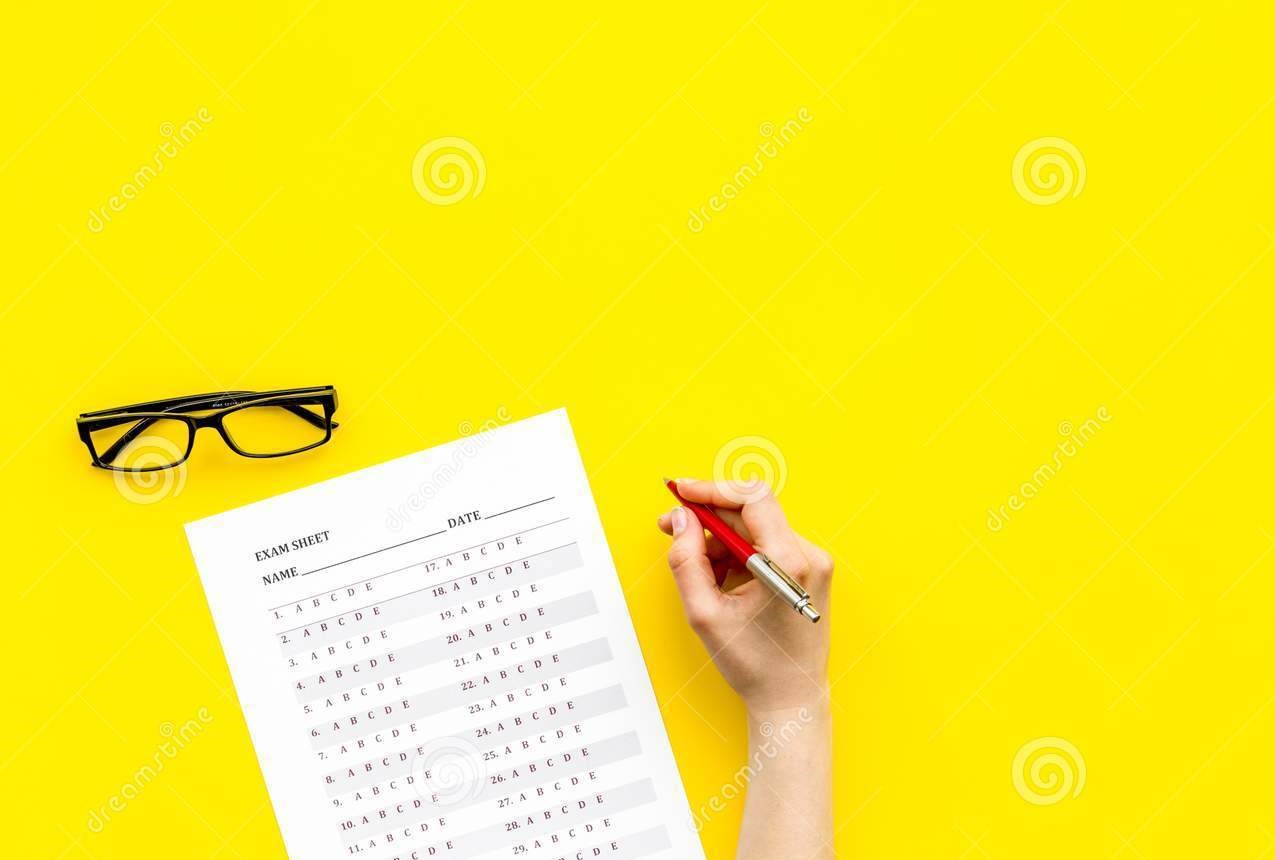 EXAM SHEET
NAME DATE
1. A B C D E 17. A B C D E
2. A B C D E 18. A B C D E
3. A B C D E 19. A B C D E
4. A B C D E 20. A B C D E
5. A B C D E 21. A B C D E
6. A B C D E 22. A B C D E
7. A B C D E 23. A B C D E
8. A B C D E 24. A B C D E
9. A B C D E 25. A B C D E
10. A B C D E 26. A B C D E
11. A B C D E 27. A B C D E
28. A B C D E
29. A B C D E
dreamstime
dreamstime
dreamstime
dreamstime
dreamstime
dreamstime